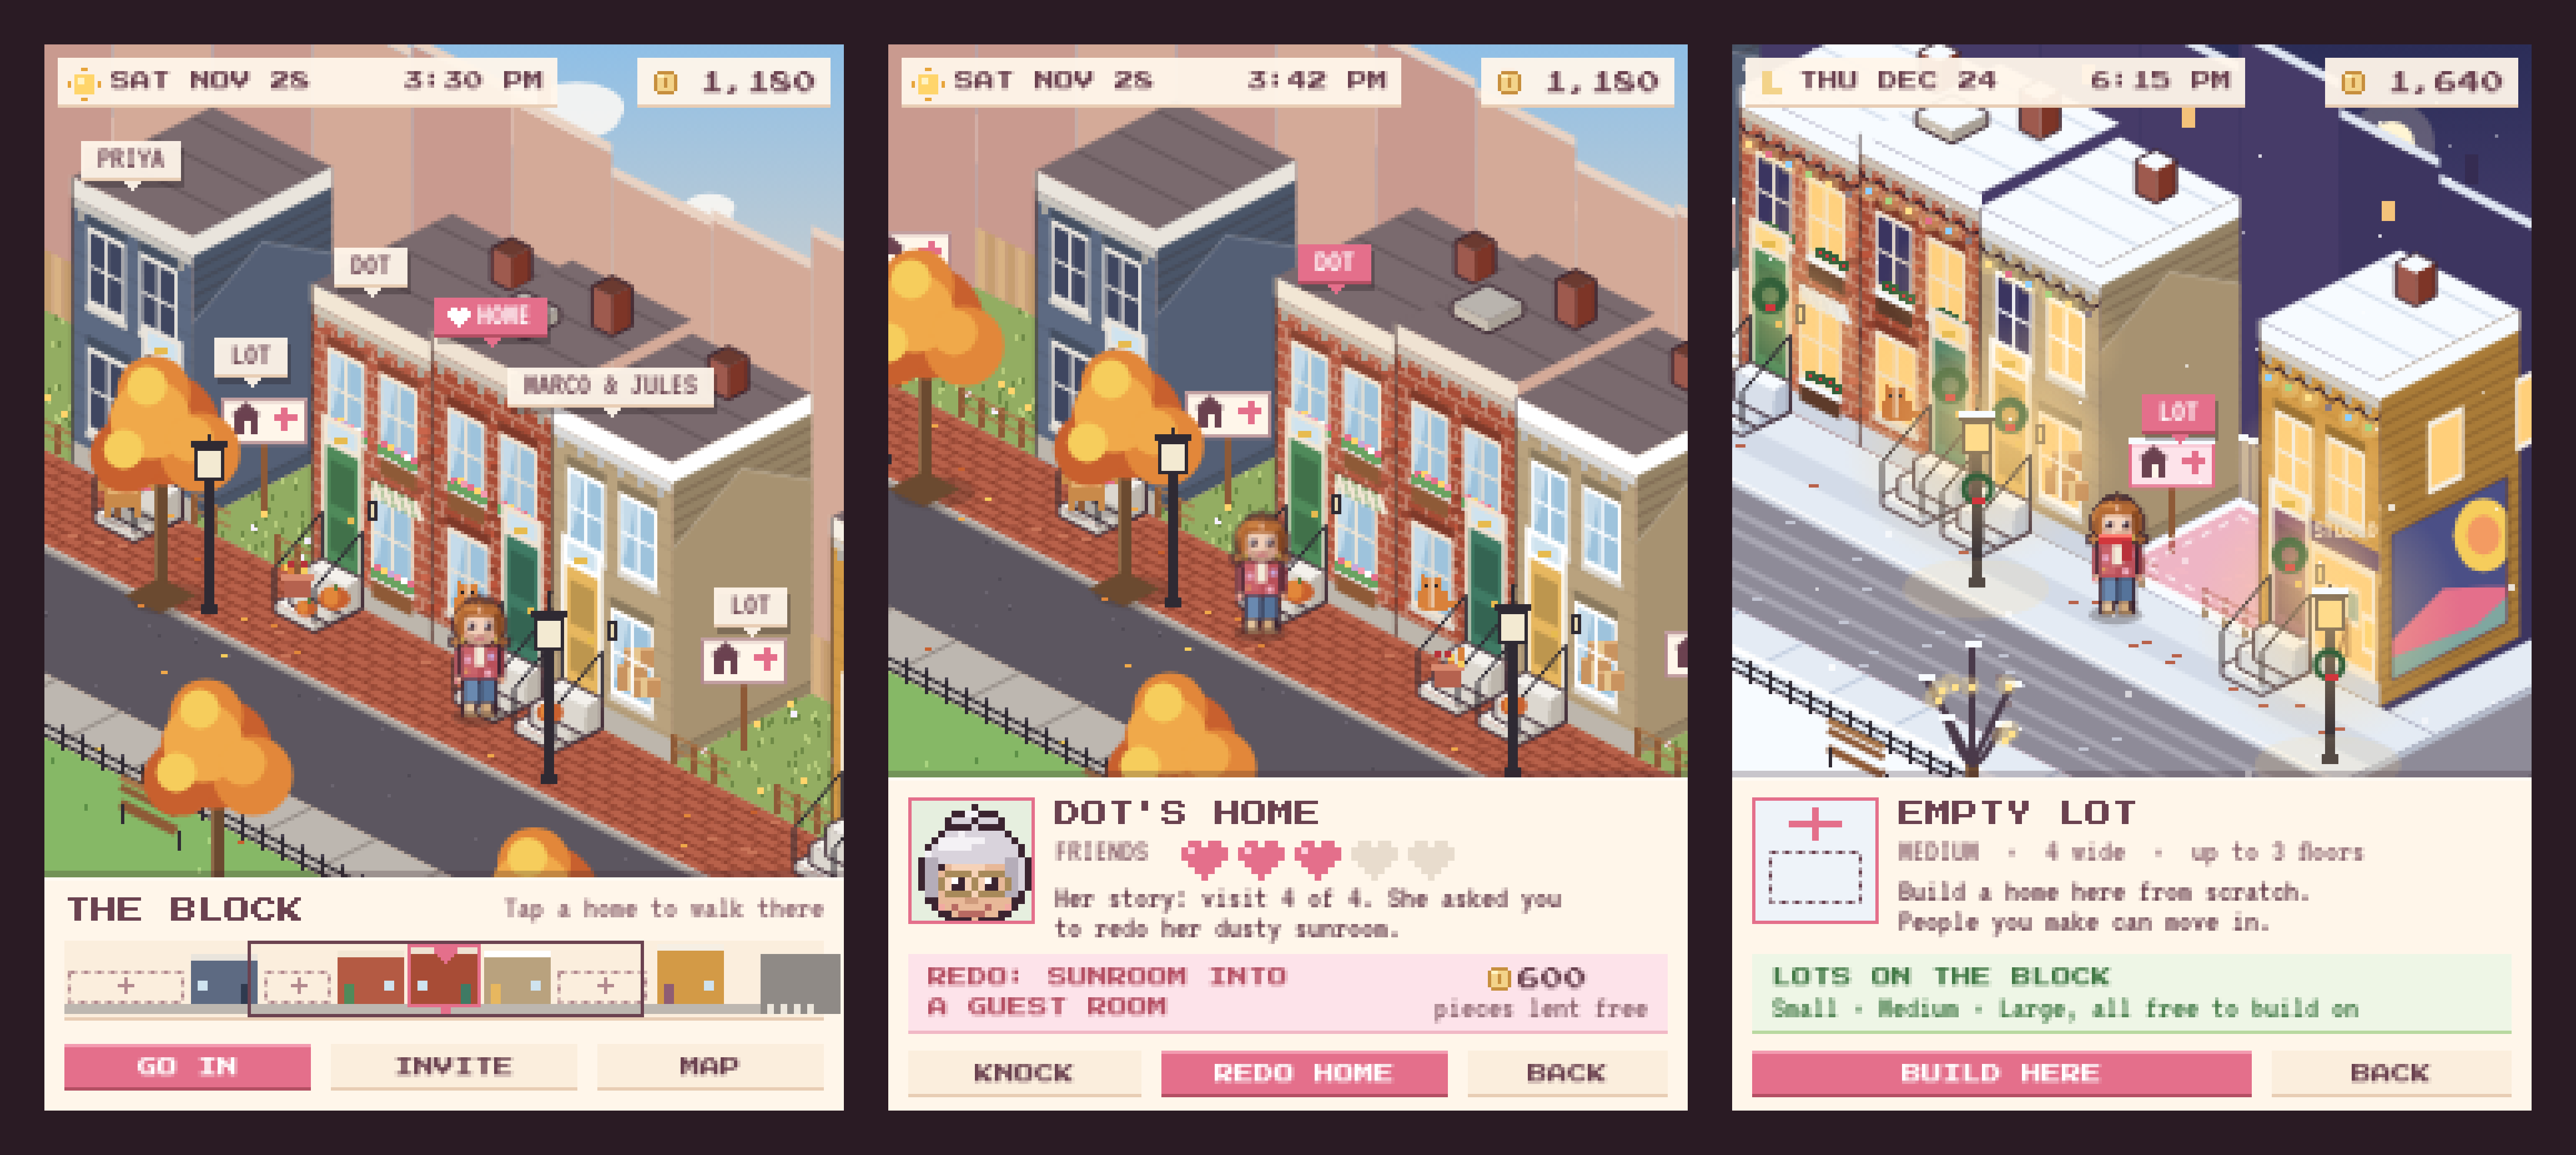 SAT NOV 28 3:30 PM 1,180
PRIYA
DOT
HOME
LOT
MARCO & JULES
LOT
THE BLOCK Tap a home to walk there
GO IN INVITE MAP
SAT NOV 28 3:42 PM 1,180
DOT
DOT'S HOME
FRIENDS
Her story: visit 4 of 4. She asked you
to redo her dusty sunroom.
REDO: SUNROOM INTO 600
A GUEST ROOM pieces lent free
KNOCK REDO HOME BACK
THU DEC 24 6:15 PM 1,640
LOT
EMPTY LOT
MEDIUM · 4 wide · up to 3 floors
Build a home here from scratch.
People you make can move in.
LOTS ON THE BLOCK
Small · Medium · Large, all free to build on
BUILD HERE BACK